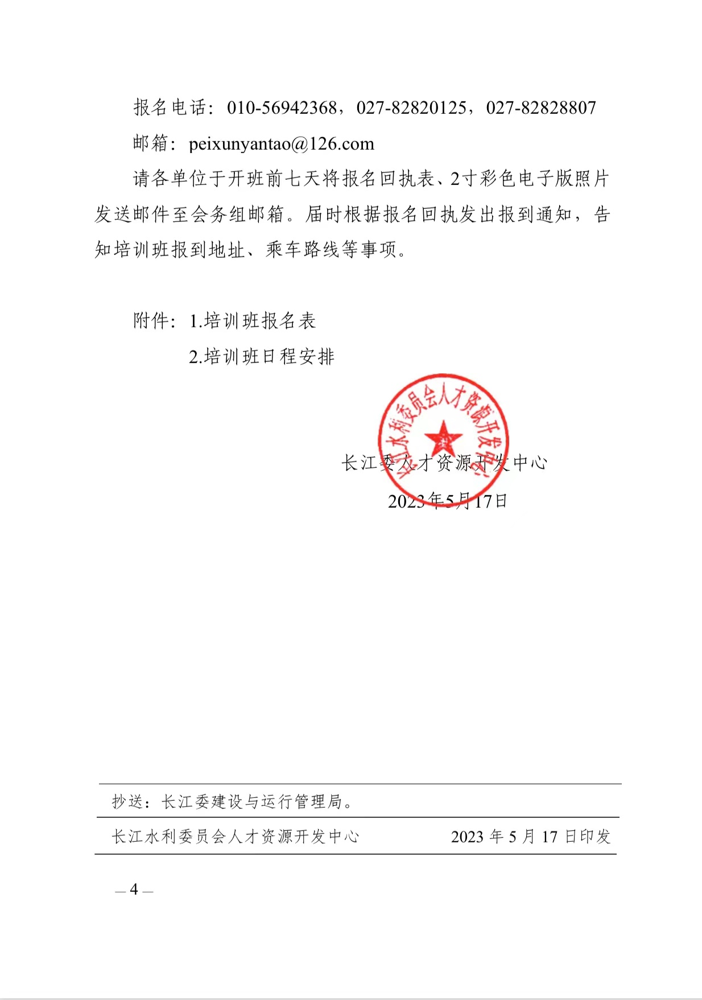 报名电话：010-56942368，027-82820125，027-82828807
邮箱：peixunyantao@126.com
请各单位于开班前七天将报名回执表、2寸彩色电子版照片
发送邮件至会务组邮箱。届时根据报名回执发出报到通知，告
知培训班报到地址、乘车路线等事项。
附件：1.培训班报名表
2.培训班日程安排
长江水利委员会人才资源开发中心
长江委人才资源开发中心
2023年5月17日
抄送：长江委建设与运行管理局。
长江水利委员会人才资源开发中心 2023 年 5 月 17 日印发
— 4 —